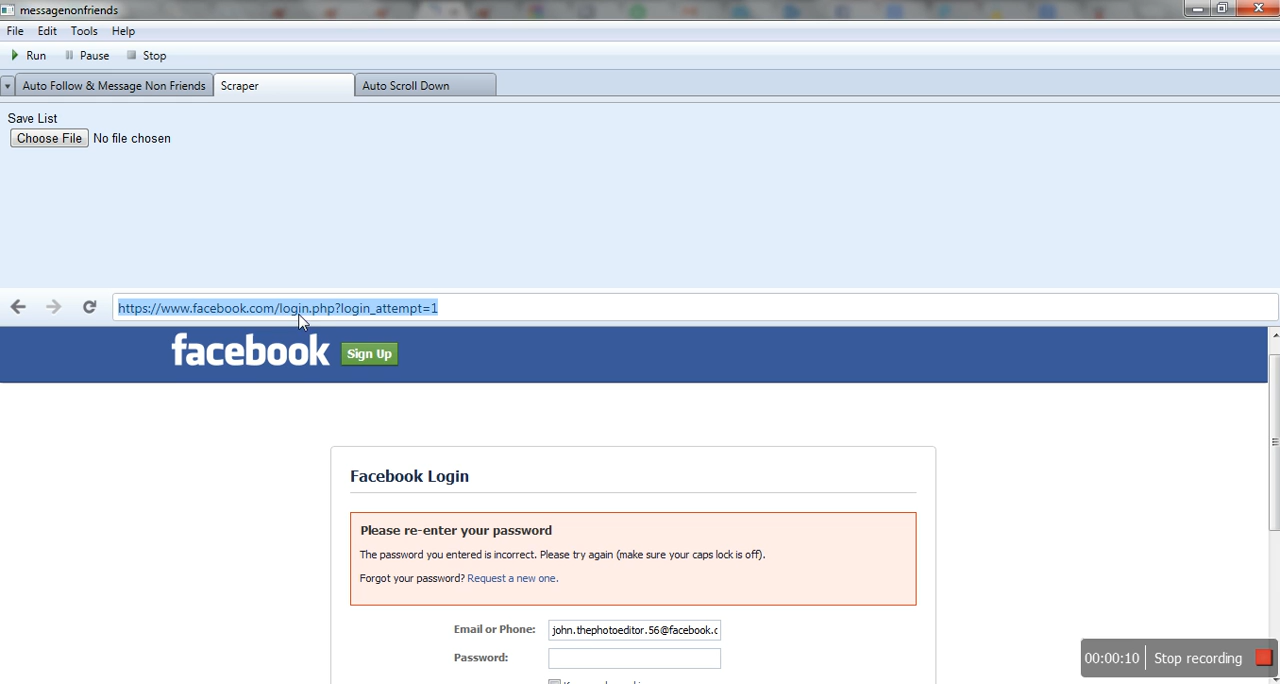 messagenonfriends
File Edit Tools Help
Run Pause Stop
Auto Follow & Message Non Friends Scraper Auto Scroll Down
Save List
Choose File No file chosen
https://www.facebook.com/login.php?login_attempt=1
facebook Sign Up
Facebook Login
Please re-enter your password
The password you entered is incorrect. Please try again (make sure your caps lock is off).
Forgot your password? Request a new one.
Email or Phone: john.thephotoeditor.56@facebook.c
Password:
00:00:10 Stop recording